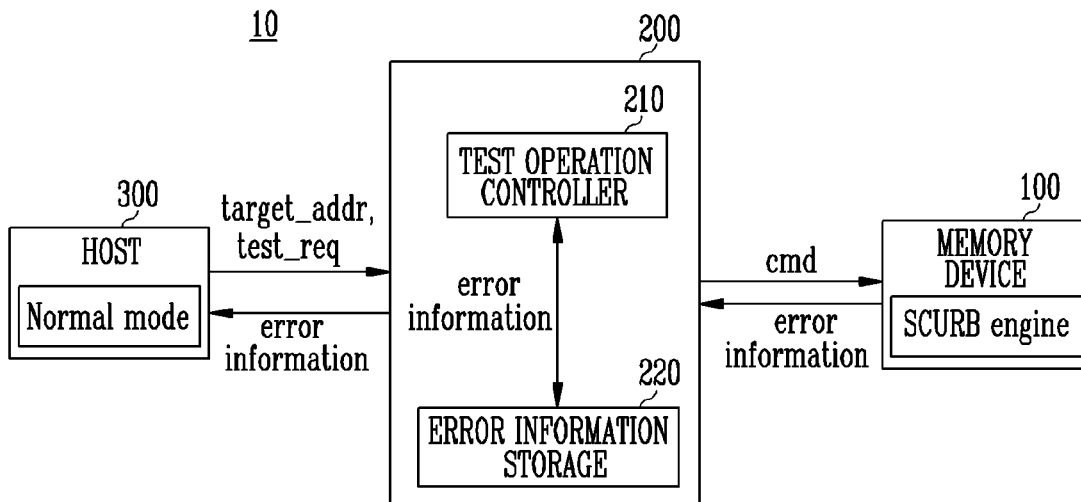 10
200
210
TEST OPERATION
CONTROLLER
300
HOST
Normal mode
target_addr,
test_req
error
information
error
information
220
ERROR INFORMATION
STORAGE
cmd
error
information
100
MEMORY
DEVICE
SCURB engine